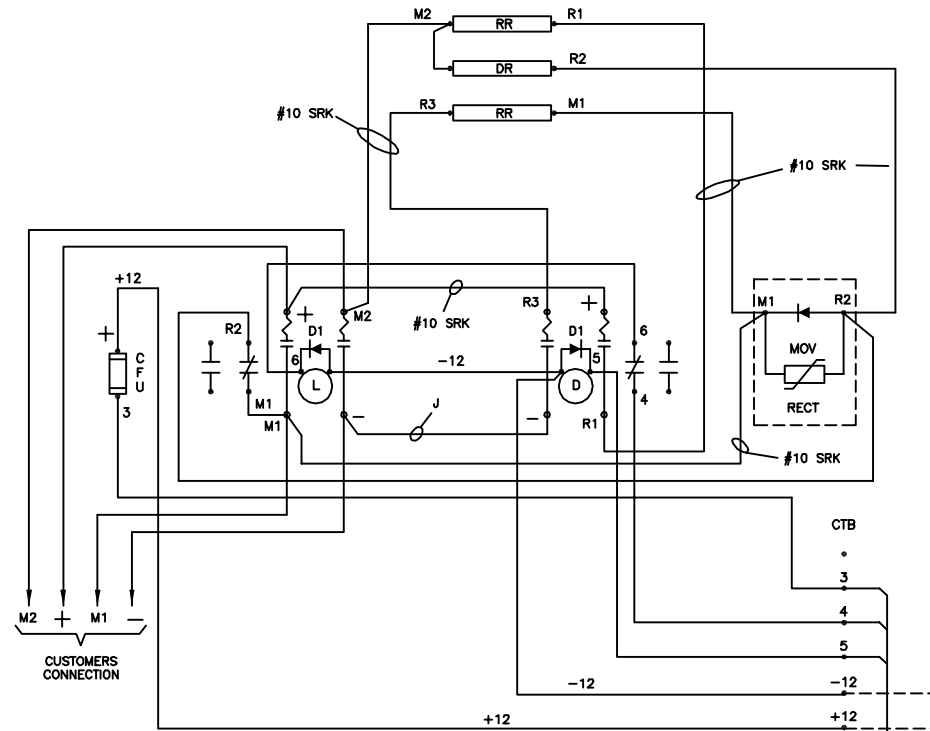 M2 RR R1
DR R2
R3 RR M1
#10 SRK
#10 SRK
+12
+
C
F
U
3
R2
+
D1
M2
6
L
M1
M1
−
#10 SRK
−12
J
R3
+
D1
5
D
−
R1
6
4
M1 R2
MOV
RECT
#10 SRK
CTB
3
4
5
−12
−12
+12
+12
M2 + M1 −
CUSTOMERS
CONNECTION